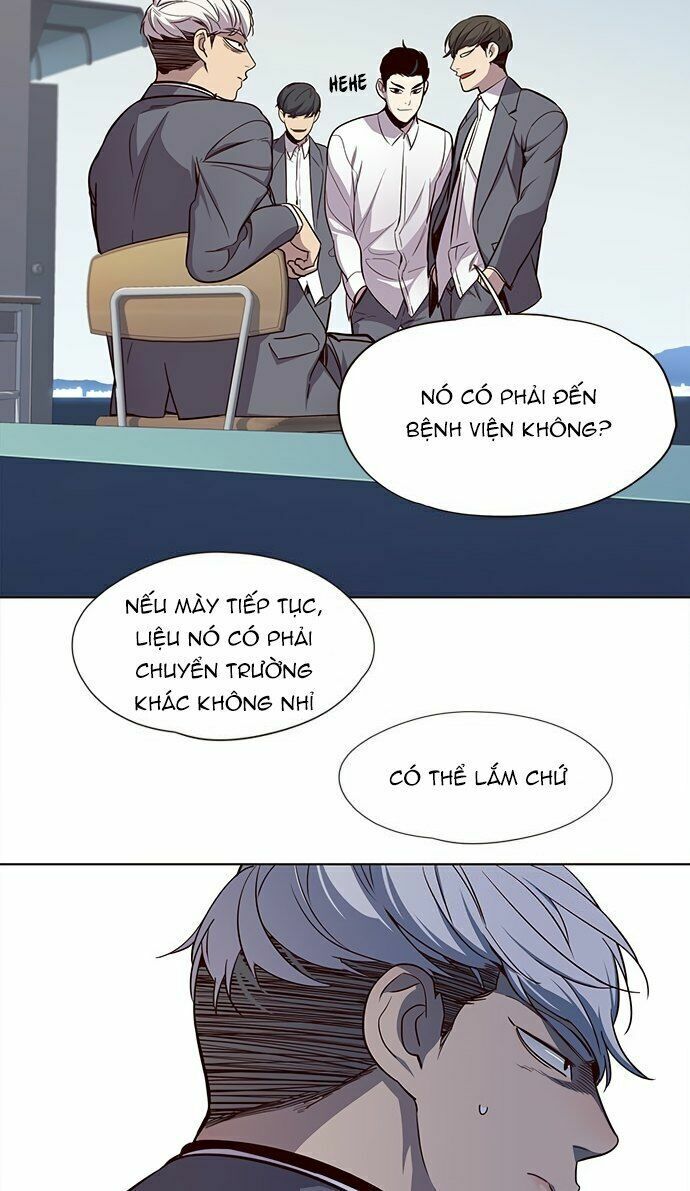 HEHE
NÓ CÓ PHẢI ĐẾN
BỆNH VIỆN KHÔNG?
NẾU MÀY TIẾP TỤC,
LIỆU NÓ CÓ PHẢI
CHUYỂN TRƯỜNG
KHÁC KHÔNG NHỈ
CÓ THỂ LẮM CHỨ